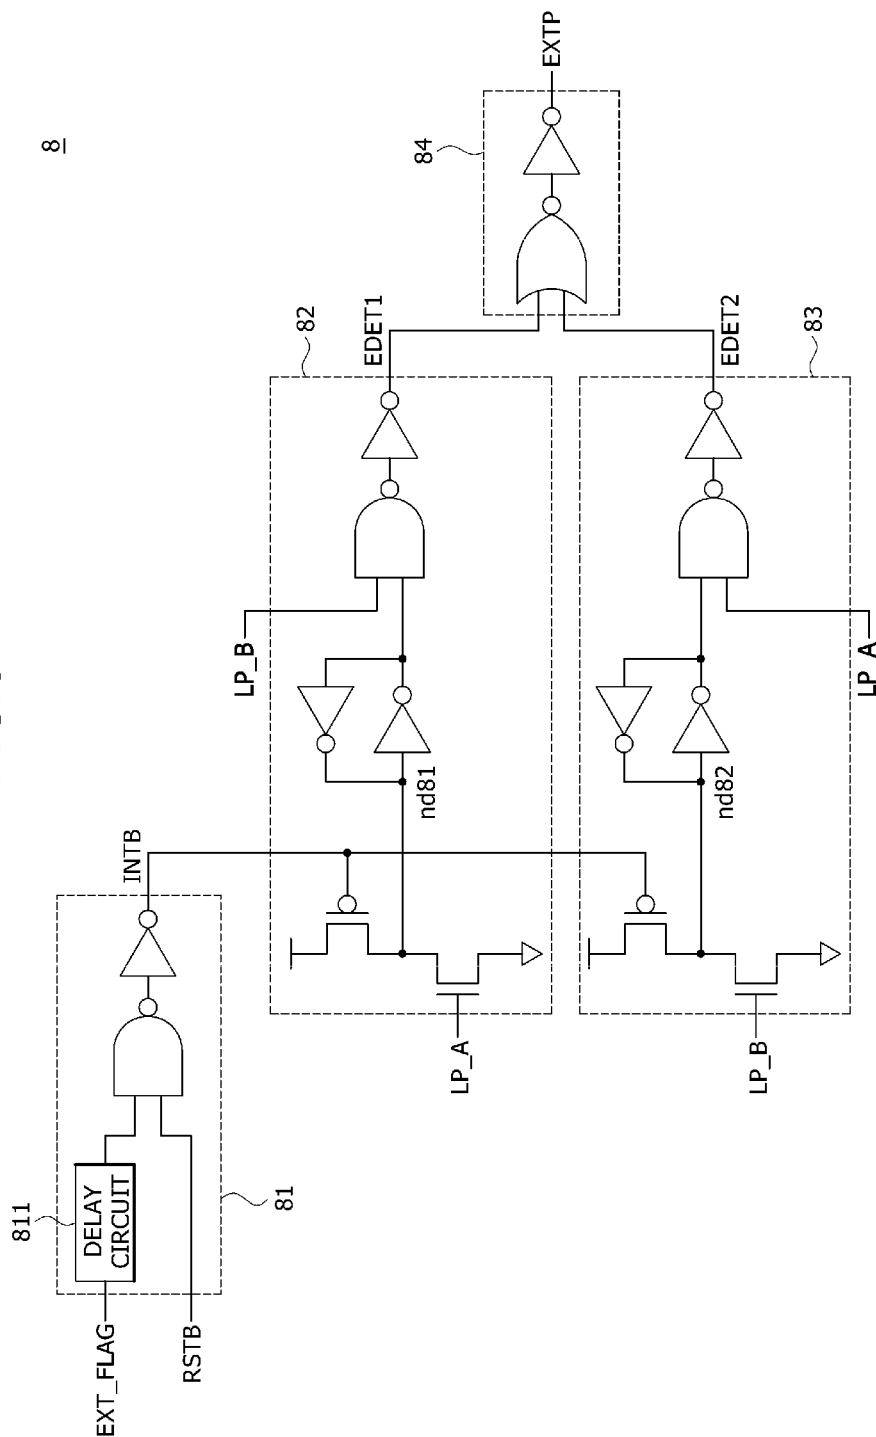 8
EXT_FLAG
RSTB
811
DELAY
CIRCUIT
81
INTB
LP_A
LP_B
nd81
82
EDET1
LP_B
LP_A
nd82
83
EDET2
84
EXTP